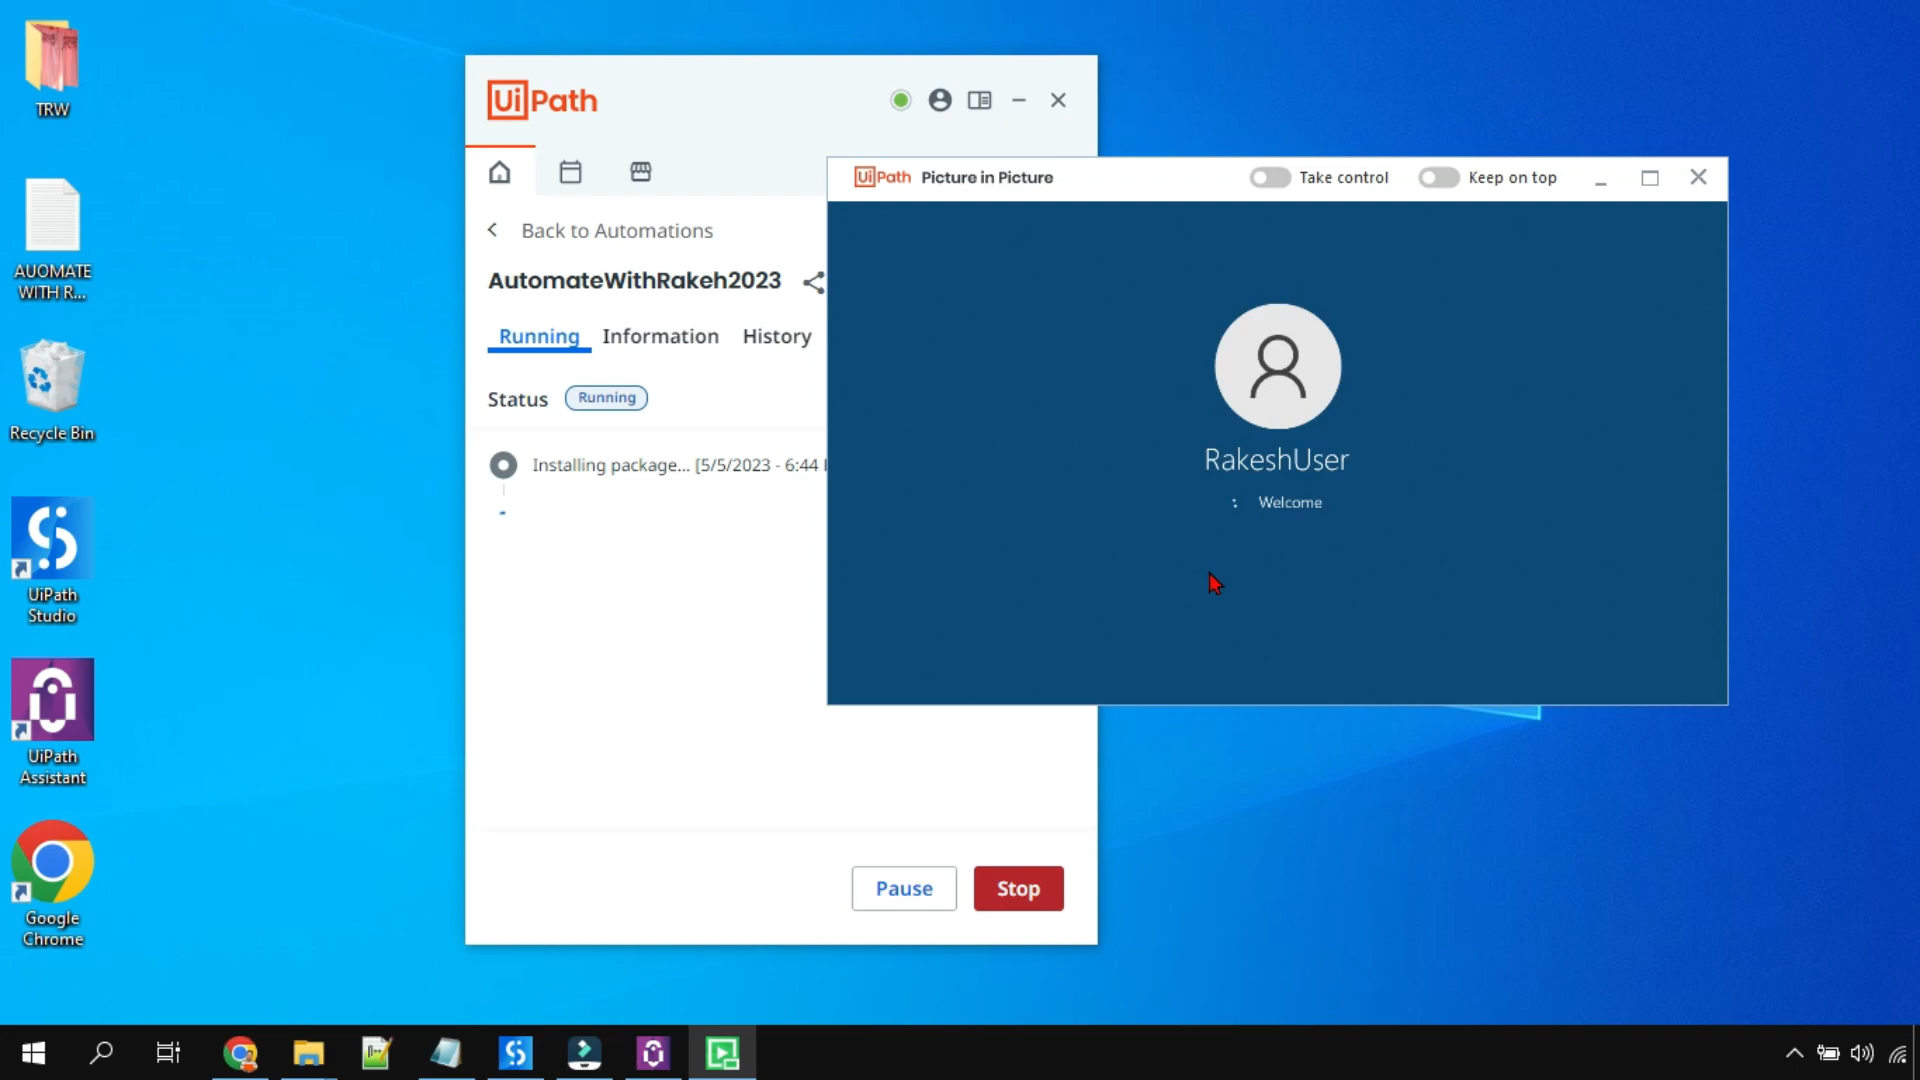 TRW
AUOMATE
WITH R...
Recycle Bin
UiPath
Studio
UiPath
Assistant
Google
Chrome
UiPath
Back to Automations
AutomateWithRakeh2023
Running Information History
Status Running
Installing package... [5/5/2023 - 6:44
Pause Stop
UiPath Picture in Picture Take control Keep on top
RakeshUser
Welcome